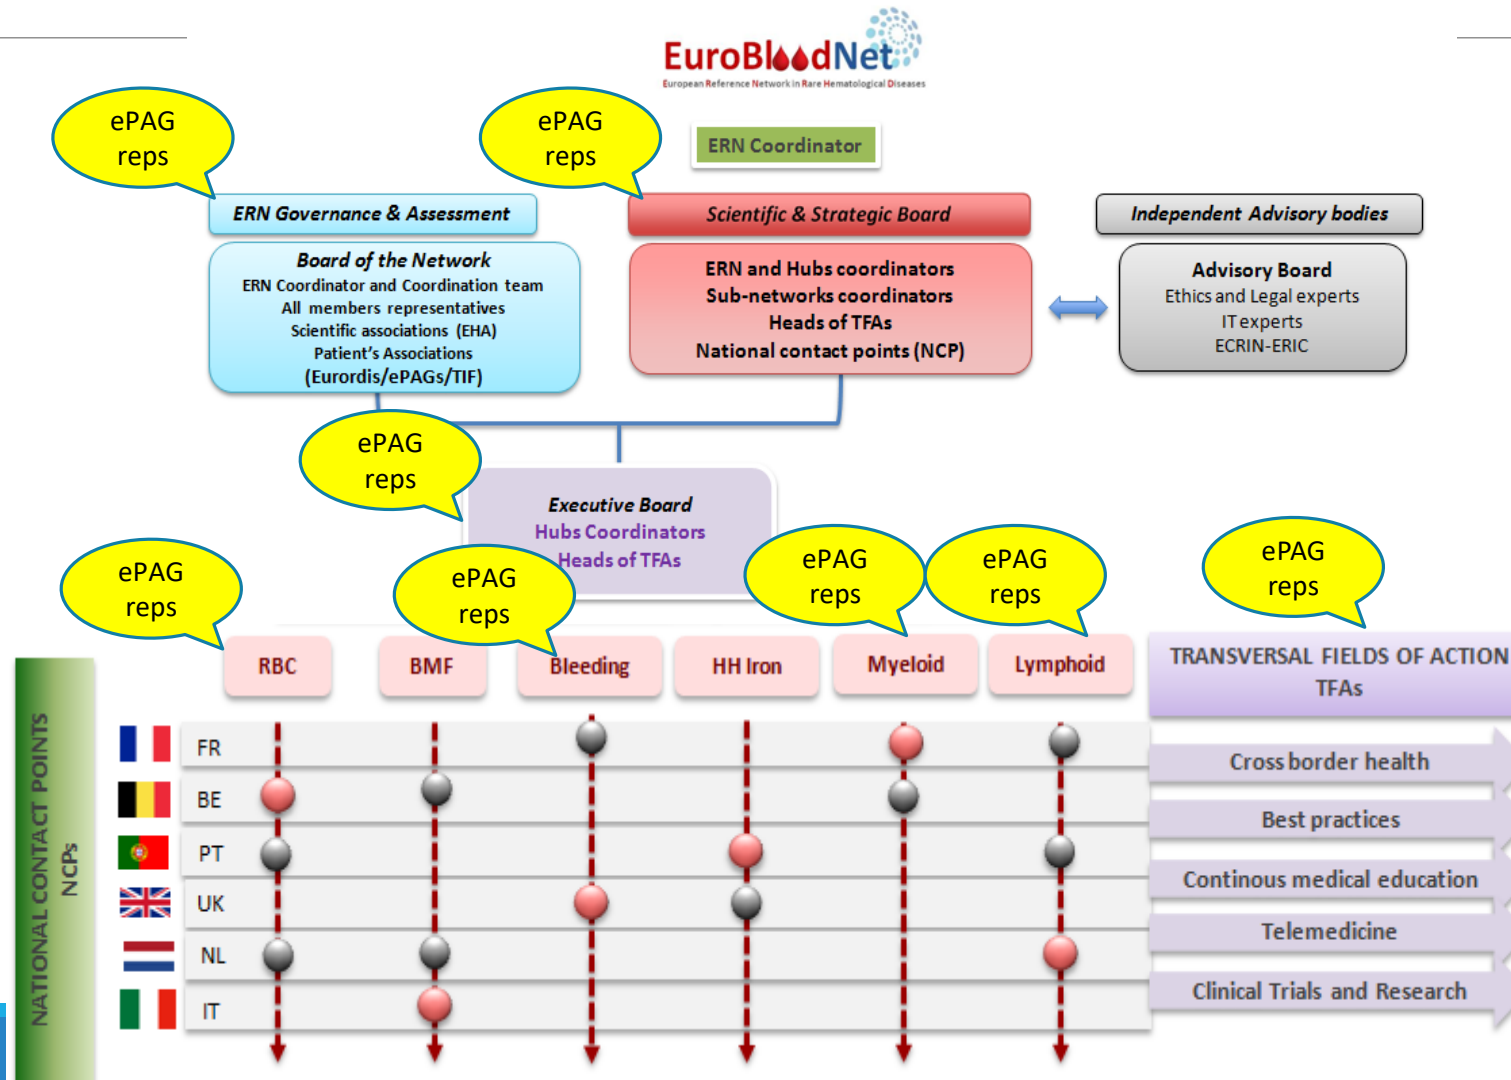 EuroBloodNet
European Reference Network in Rare Hematological Diseases
ePAG
reps
ePAG
reps
ERN Coordinator
ERN Governance & Assessment
Scientific & Strategic Board
Independent Advisory bodies
Board of the Network
ERN Coordinator and Coordination team
All members representatives
Scientific associations (EHA)
Patient's Associations
(Eurordis/ePAGs/TIF)
ERN and Hubs coordinators
Sub-networks coordinators
Heads of TFAs
National contact points (NCP)
Advisory Board
Ethics and Legal experts
IT experts
ECRIN-ERIC
ePAG
reps
Executive Board
Hubs Coordinators
Heads of TFAs
ePAG
reps
ePAG
reps
ePAG
reps
ePAG
reps
ePAG
reps
RBC
BMF
Bleeding
HH Iron
Myeloid
Lymphoid
TRANSVERSAL FIELDS OF ACTION
TFAs
NATIONAL CONTACT POINTS
NCPs
FR
BE
PT
UK
NL
IT
Cross border health
Best practices
Continous medical education
Telemedicine
Clinical Trials and Research